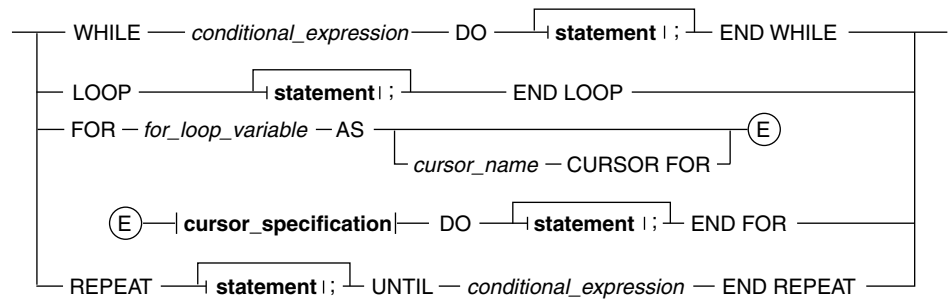 WHILE conditional_expression DO statement ; END WHILE
LOOP statement ; END LOOP
FOR for_loop_variable AS E
cursor_name CURSOR FOR
E cursor_specification DO statement ; END FOR
REPEAT statement ; UNTIL conditional_expression END REPEAT